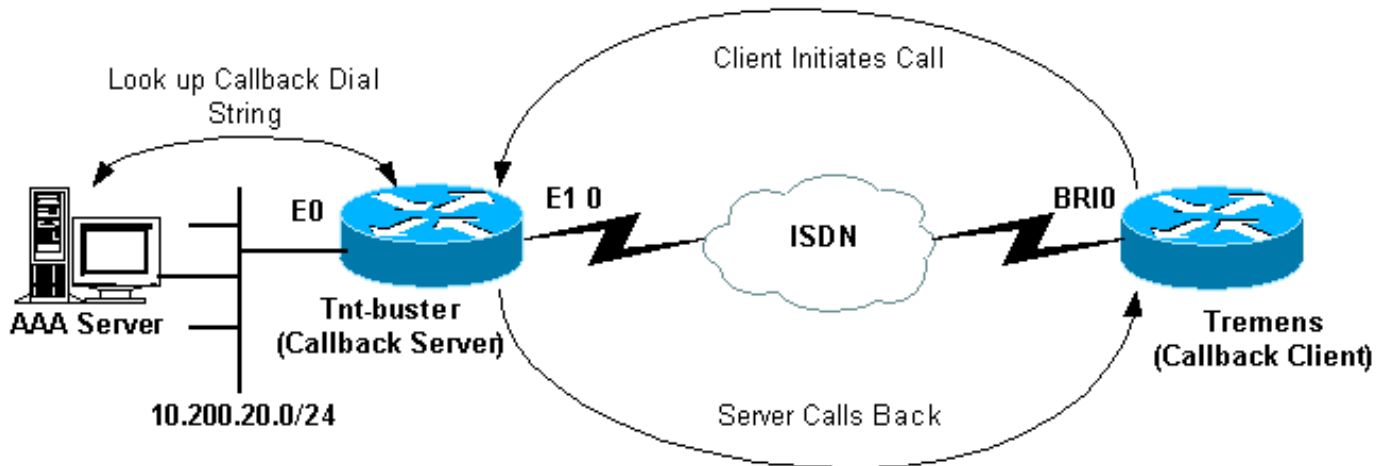 Client Initiates Call
Look up Callback Dial
String
E0
E1 0
ISDN
BRI0
AAA Server
Tnt-buster
(Callback Server)
Tremens
(Callback Client)
10.200.20.0/24
Server Calls Back